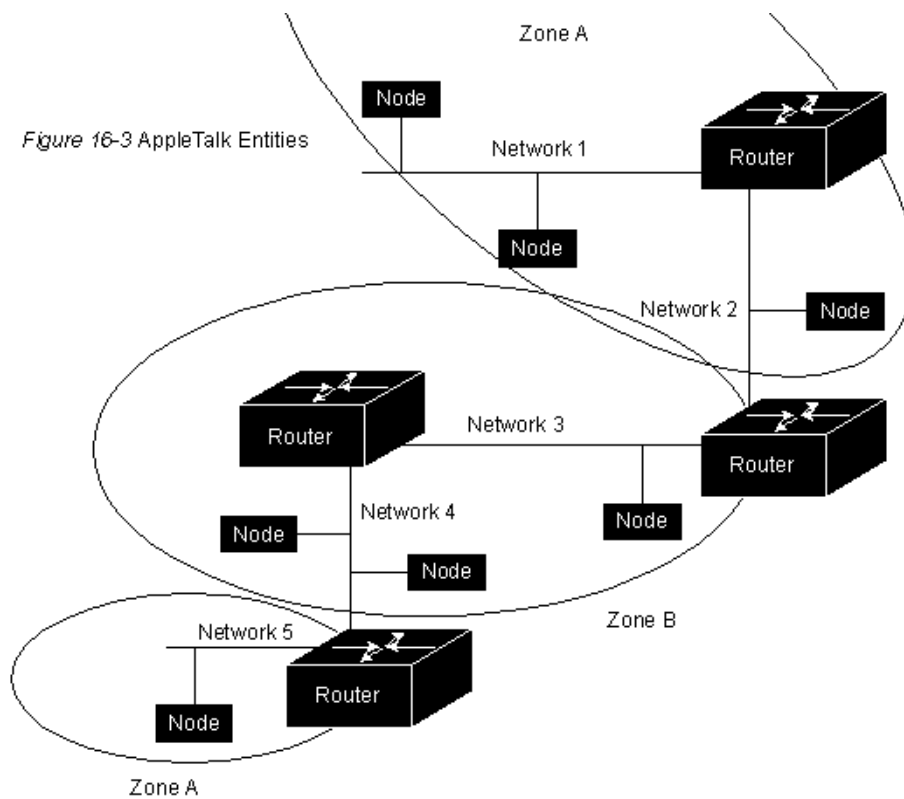 Zone A
Node
Figure 16-3 AppleTalk Entities
Network 1
Router
Node
Network 2
Node
Router
Network 3
Router
Network 4
Node
Node
Node
Zone B
Network 5
Router
Node
Zone A